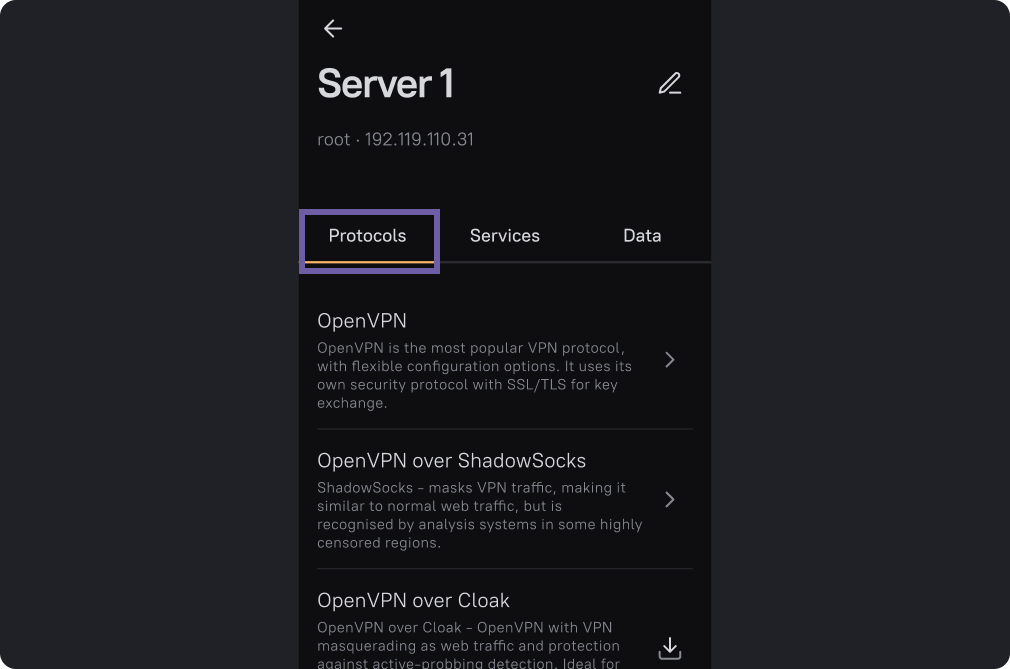 Server 1
root · 192.119.110.31
Protocols Services Data
OpenVPN
OpenVPN is the most popular VPN protocol,
with flexible configuration options. It uses its
own security protocol with SSL/TLS for key
exchange.
OpenVPN over ShadowSocks
ShadowSocks - masks VPN traffic, making it
similar to normal web traffic, but is
recognised by analysis systems in some highly
censored regions.
OpenVPN over Cloak
OpenVPN over Cloak - OpenVPN with VPN
masquerading as web traffic and protection
against active-probbing detection. Ideal for